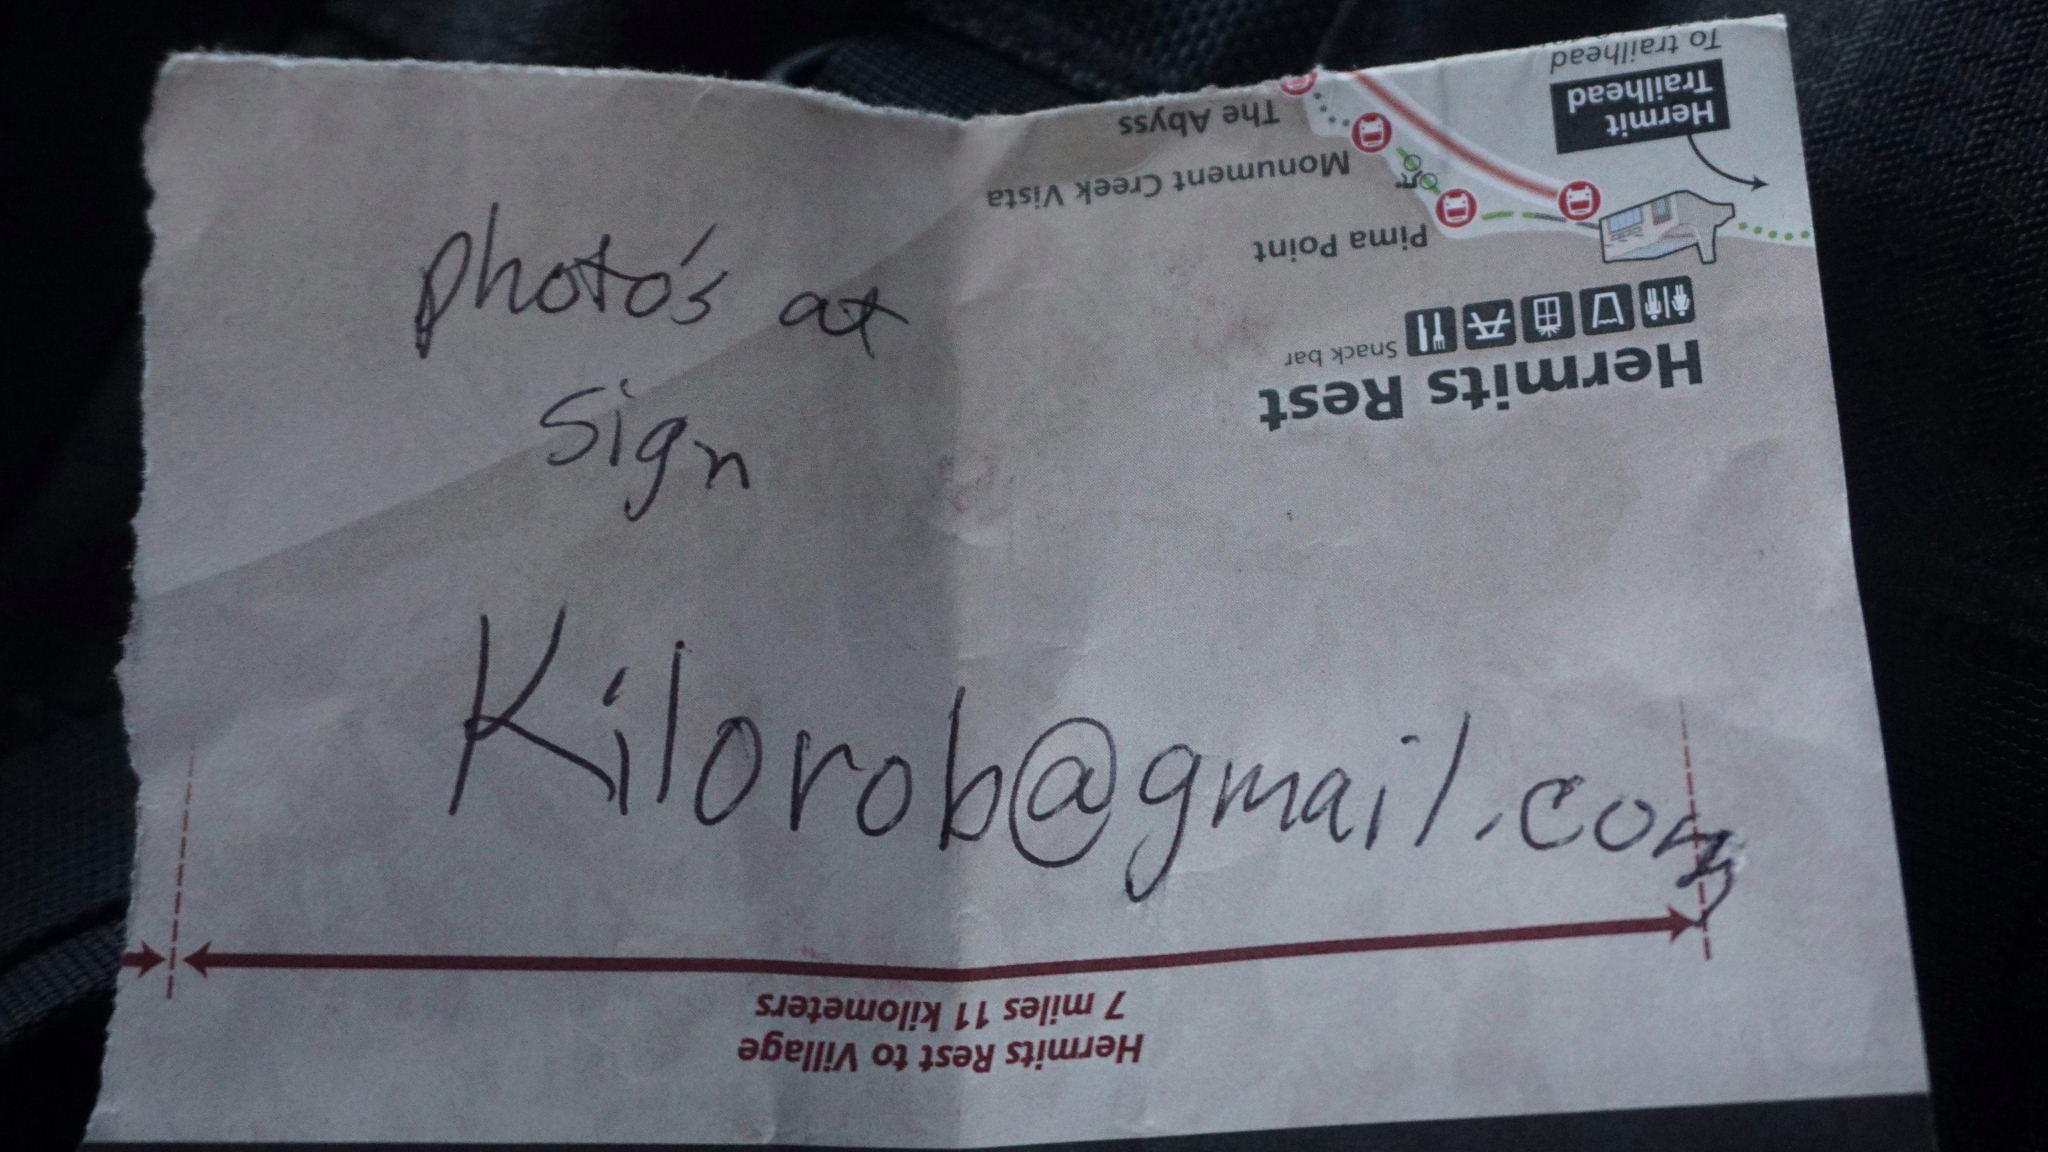 photo's at
sign
Kilorob@gmail.com
Hermits Rest to Village
7 miles 11 kilometers
Hermits Rest
Snack bar
Pima Point
Monument Creek Vista
The Abyss
Hermit
Trailhead
To trailhead